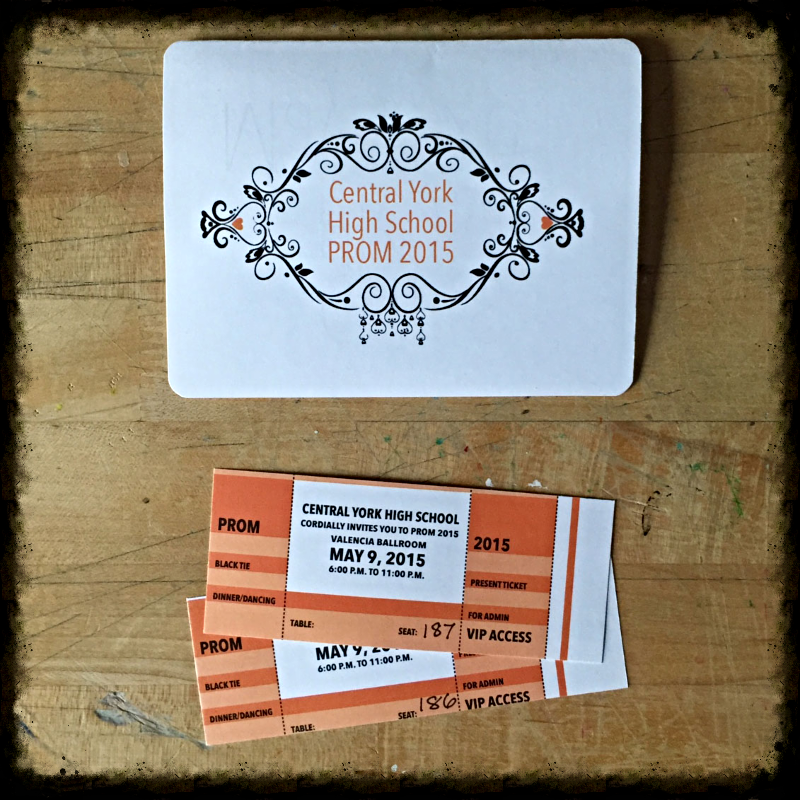 Central York
High School
PROM 2015
PROM
BLACK TIE
DINNER/DANCING
CENTRAL YORK HIGH SCHOOL
CORDIALLY INVITES YOU TO PROM 2015
VALENCIA BALLROOM
MAY 9, 2015
6:00 P.M. TO 11:00 P.M.
TABLE:
SEAT: 187
2015
PRESENT TICKET
FOR ADMIN
VIP ACCESS
PROM
BLACK TIE
DINNER/DANCING
MAY 9, 20
6:00 P.M. TO 11:00 P.M.
TABLE:
SEAT: 186
FOR ADMIN
VIP ACCESS